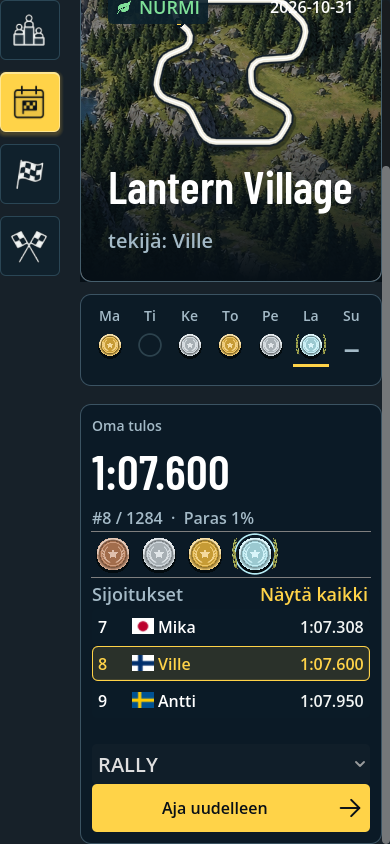 NURMI
2026-10-31
Lantern Village
tekijä: Ville
Ma Ti Ke To Pe La Su
Oma tulos
1:07.600
#8 / 1284 · Paras 1%
Sijoitukset Näytä kaikki
7 Mika 1:07.308
8 Ville 1:07.600
9 Antti 1:07.950
RALLY
Aja uudelleen